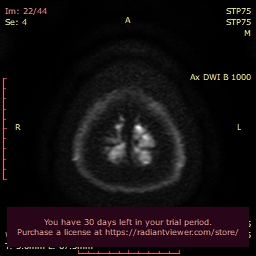 Im: 22/44
Se: 4
STP75
STP75
M
A
Ax DWI B 1000
R
L
You have 30 days left in your trial period.
Purchase a license at https://radiantviewer.com/store/